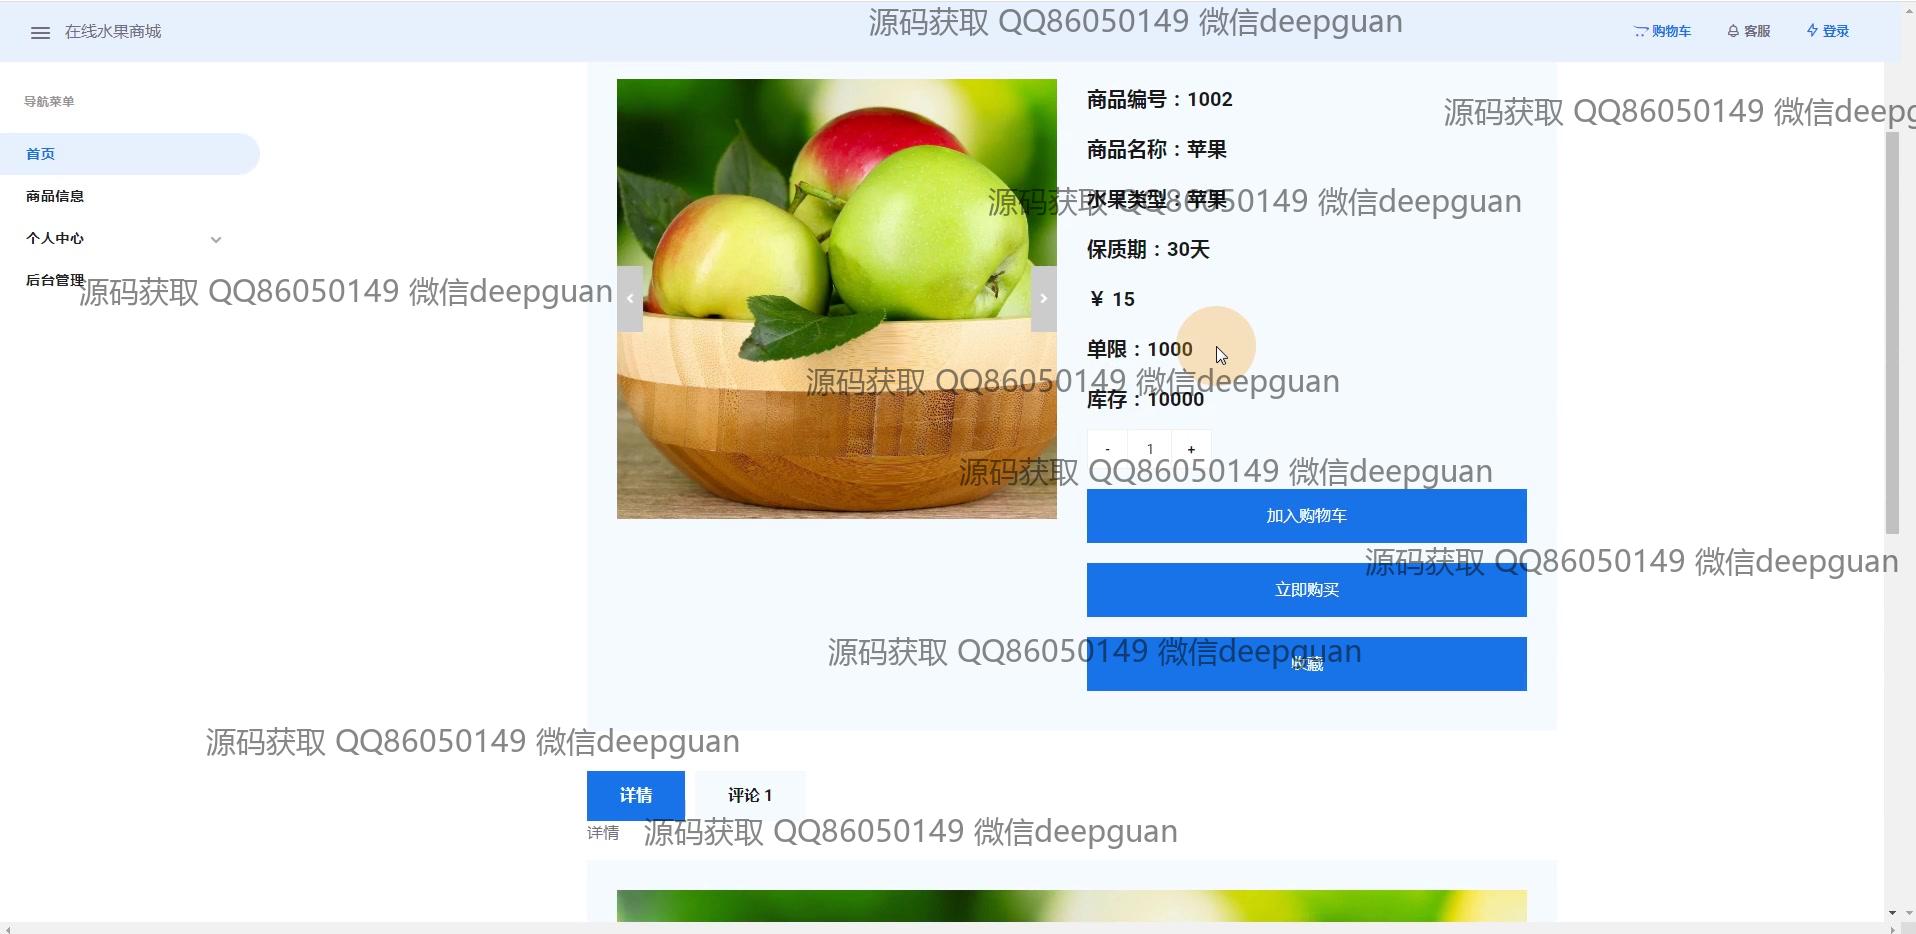 在线水果商城
源码获取 QQ86050149 微信deepguan
购物车
客服
登录
导航菜单
首页
商品信息
个人中心
后台管理
源码获取 QQ86050149 微信deepguan
商品编号：1002
源码获取 QQ86050149 微信deepg
商品名称：苹果
水果类型：苹果
源码获取 QQ86050149 微信deepguan
保质期：30天
¥ 15
单限：1000
源码获取 QQ86050149 微信deepguan
库存：10000
- 1 +
源码获取 QQ86050149 微信deepguan
加入购物车
源码获取 QQ86050149 微信deepguan
立即购买
源码获取 QQ86050149 微信deepguan
收藏
源码获取 QQ86050149 微信deepguan
详情
评论 1
详情
源码获取 QQ86050149 微信deepguan